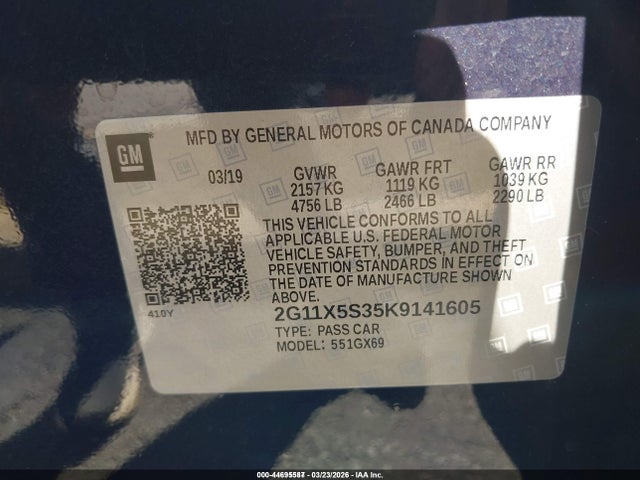 MFD BY GENERAL MOTORS OF CANADA COMPANY
GM
03/19 GVWR GAWR FRT GAWR RR
2157 KG 1119 KG 1039 KG
4756 LB 2466 LB 2290 LB
THIS VEHICLE CONFORMS TO ALL
APPLICABLE U.S. FEDERAL MOTOR
VEHICLE SAFETY, BUMPER, AND THEFT
PREVENTION STANDARDS IN EFFECT ON
THE DATE OF MANUFACTURE SHOWN
ABOVE.
410Y
2G11X5S35K9141605
TYPE: PASS CAR
MODEL: 551GX69
000-44695587 - 03/23/2026 - IAA Inc.